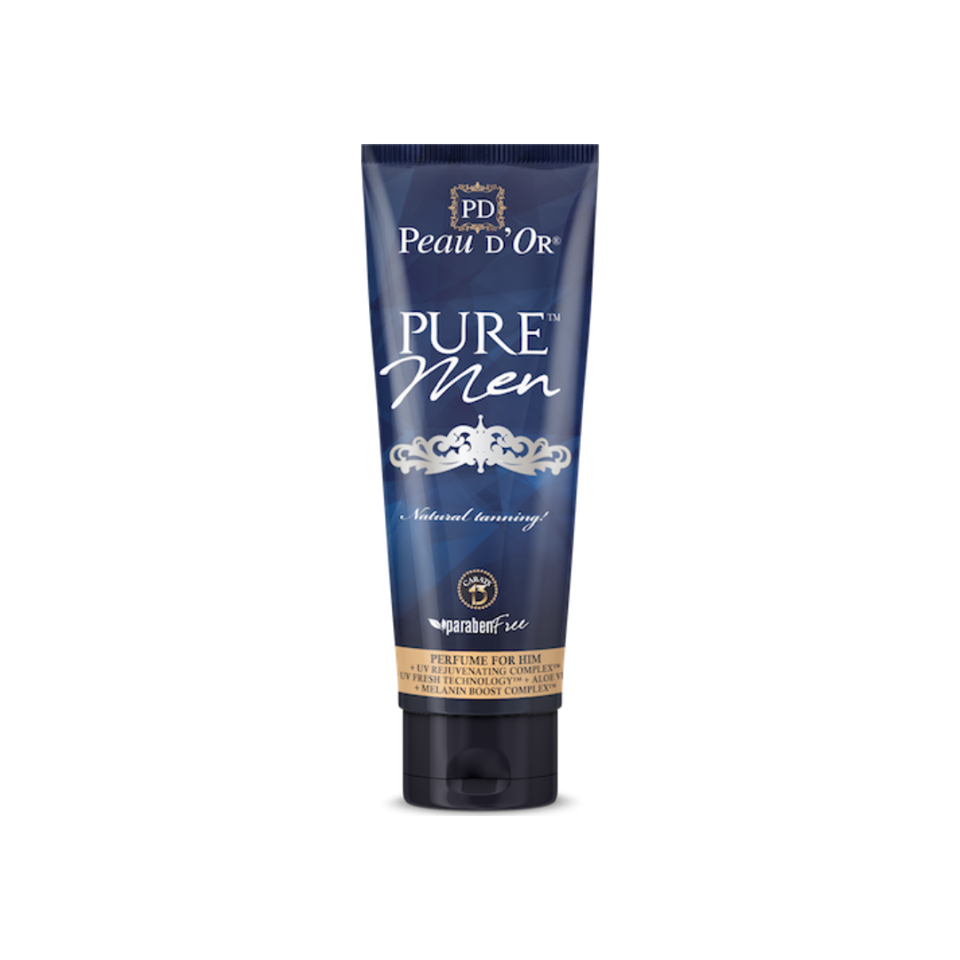 PD
PEAU D'OR®
PURE™
Men
Natural tanning!
CARATS
parabenFree
PERFUME FOR HIM
+ UV REJUVENATING COMPLEX™
UV FRESH TECHNOLOGY™ + ALOE VE
+ MELANIN BOOST COMPLEX™